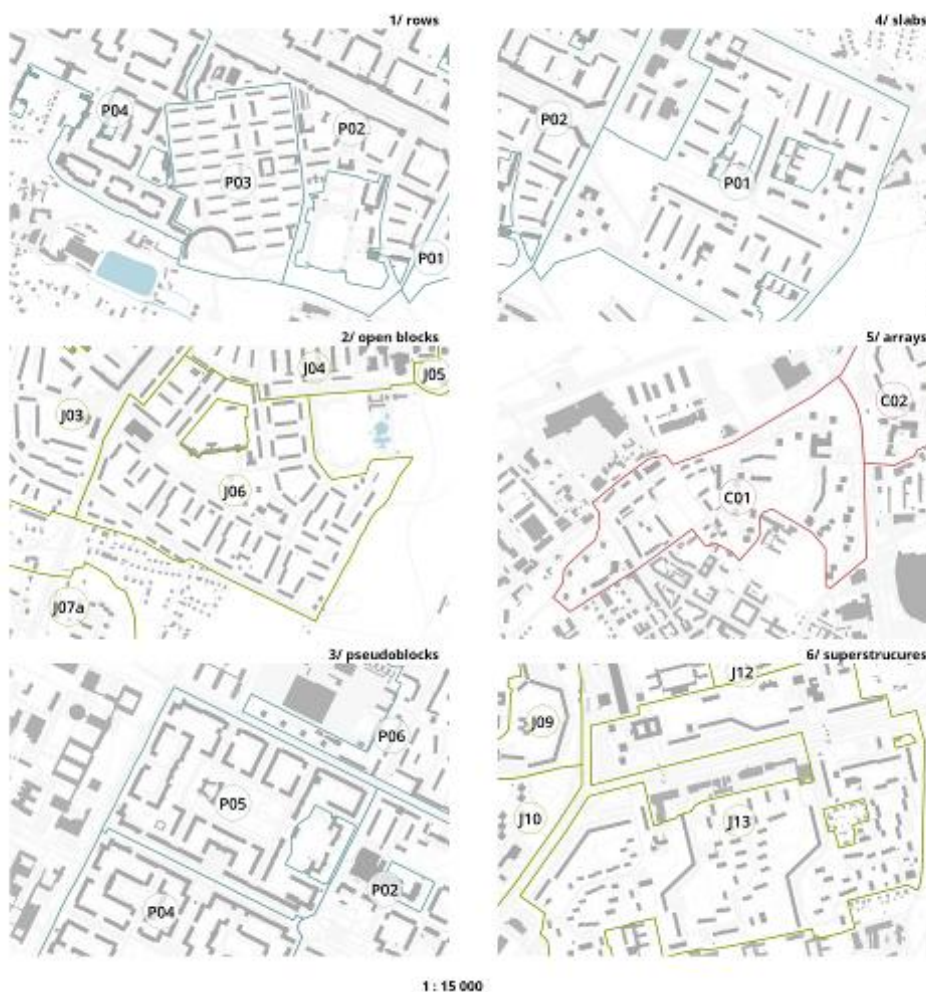 1/ rows
P04
P02
P03
P01
4/ slabs
P02
P01
2/ open blocks
J04
J05
J03
J06
J07a
5/ arrays
C02
C01
3/ pseudoblocks
P06
P05
P02
P04
6/ superstrucures
J12
J09
J10
J13
1 : 15 000